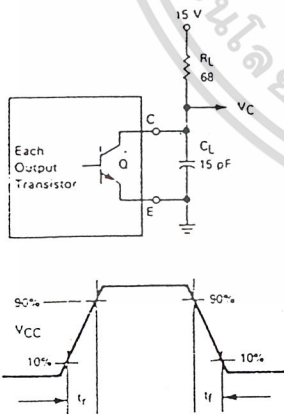 15 V
RL
68
VC
C
CL
15 pF
Each
Output
Transistor
Q
E
90%
90%
VCC
10%
10%
tr
tf